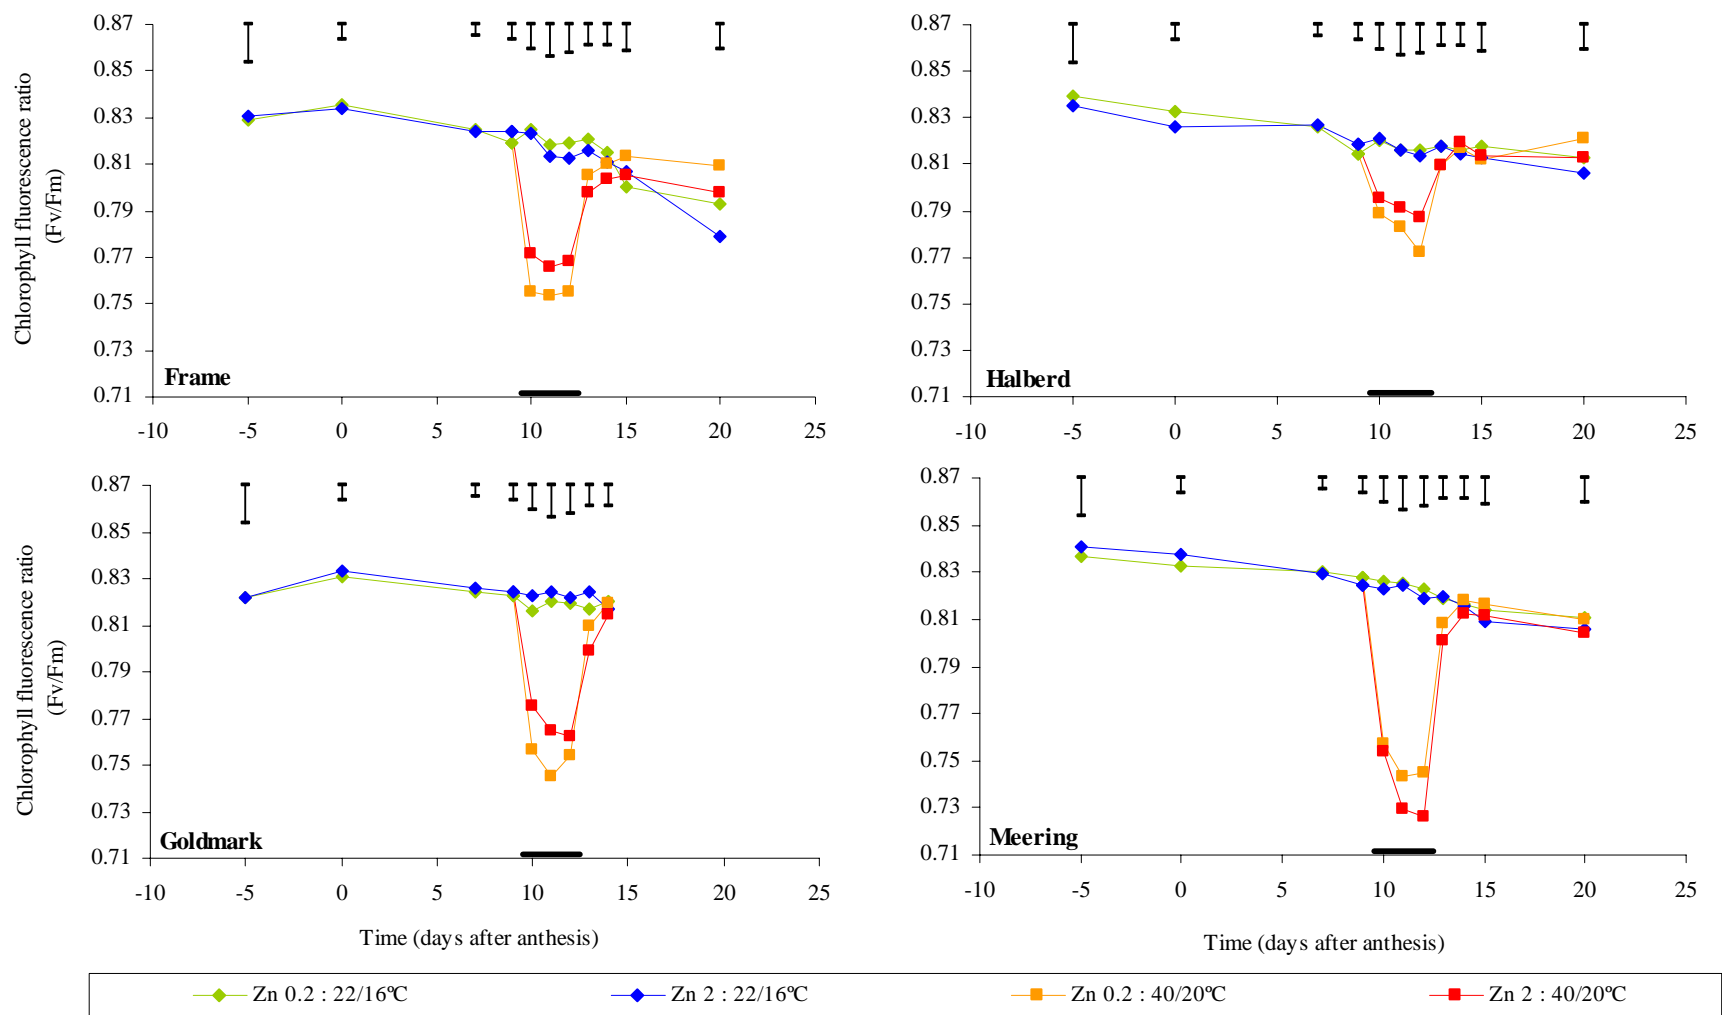 0.87
0.85
0.83
0.81
0.79
0.77
0.75
0.73
0.71
Chlorophyll fluorescence ratio
(Fv/Fm)
Frame
-10 -5 0 5 10 15 20 25
0.87
0.85
0.83
0.81
0.79
0.77
0.75
0.73
0.71
Halberd
-10 -5 0 5 10 15 20 25
0.87
0.85
0.83
0.81
0.79
0.77
0.75
0.73
0.71
Chlorophyll fluorescence ratio
(Fv/Fm)
Goldmark
-10 -5 0 5 10 15 20 25
Time (days after anthesis)
0.87
0.85
0.83
0.81
0.79
0.77
0.75
0.73
0.71
Meering
-10 -5 0 5 10 15 20 25
Time (days after anthesis)
Zn 0.2 : 22/16ºC Zn 2 : 22/16ºC Zn 0.2 : 40/20ºC Zn 2 : 40/20ºC